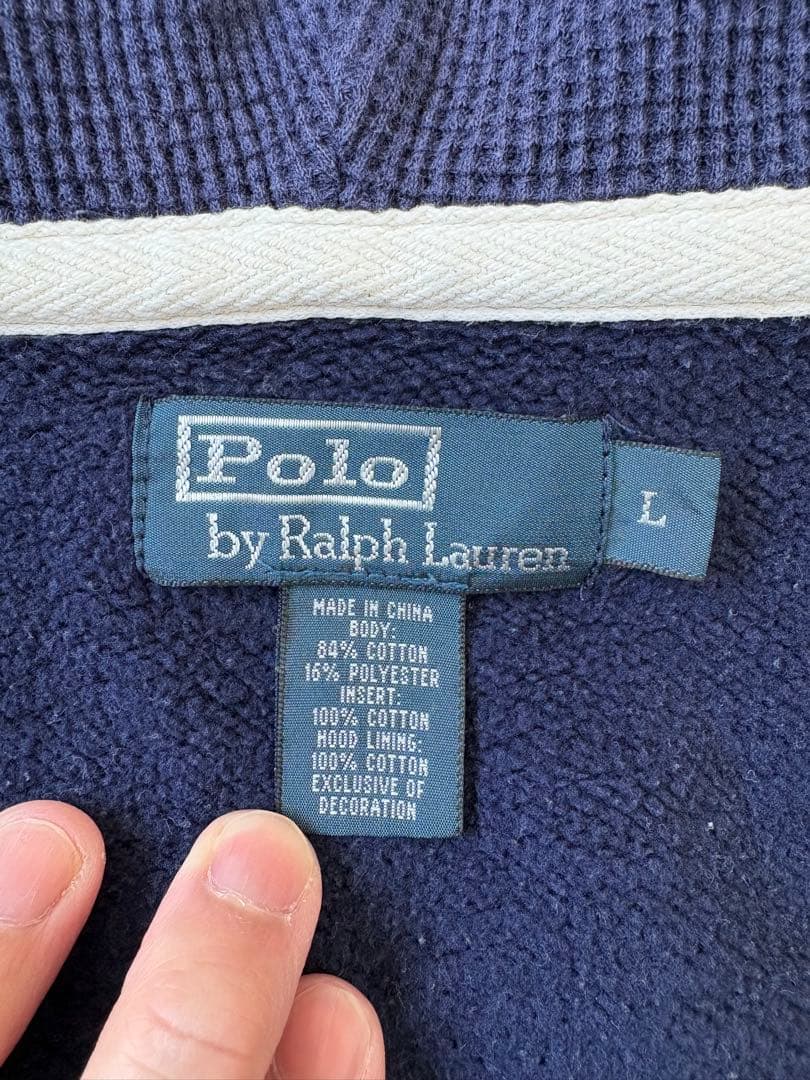 Polo
by Ralph Lauren
L
MADE IN CHINA
BODY:
84% COTTON
16% POLYESTER
INSERT:
100% COTTON
HOOD LINING:
100% COTTON
EXCLUSIVE OF
DECORATION